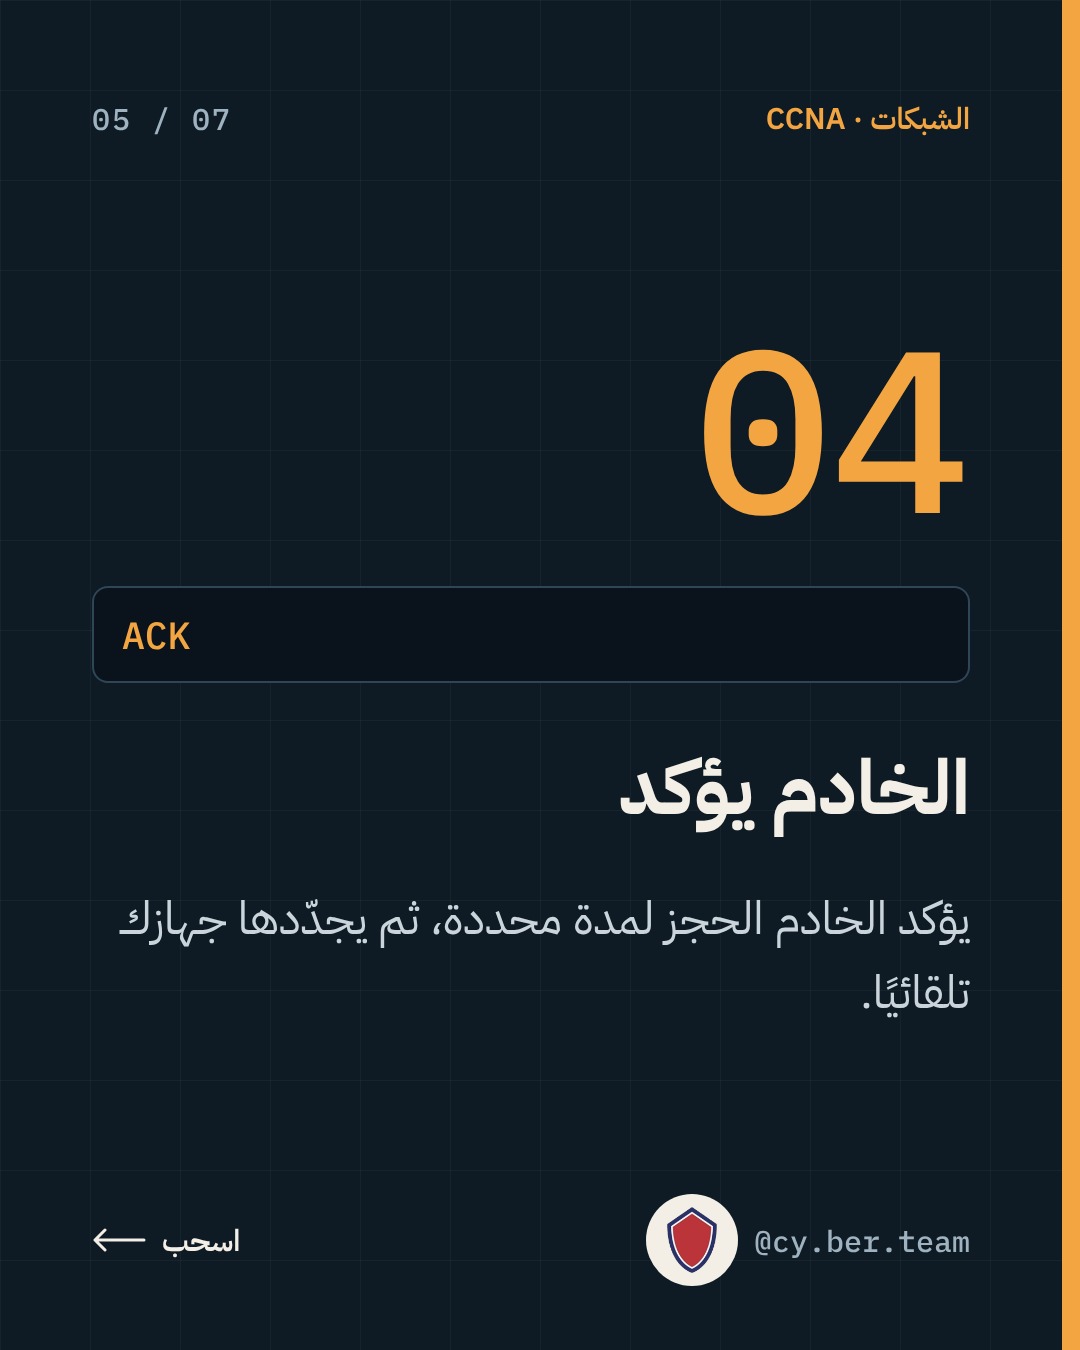 الشبكات · CCNA
05 / 07
04
ACK
الخادم يؤكد
يؤكد الخادم الحجز لمدة محددة، ثم يجدّدها جهازك
تلقائيًا.
@cy.ber.team
اسحب ←